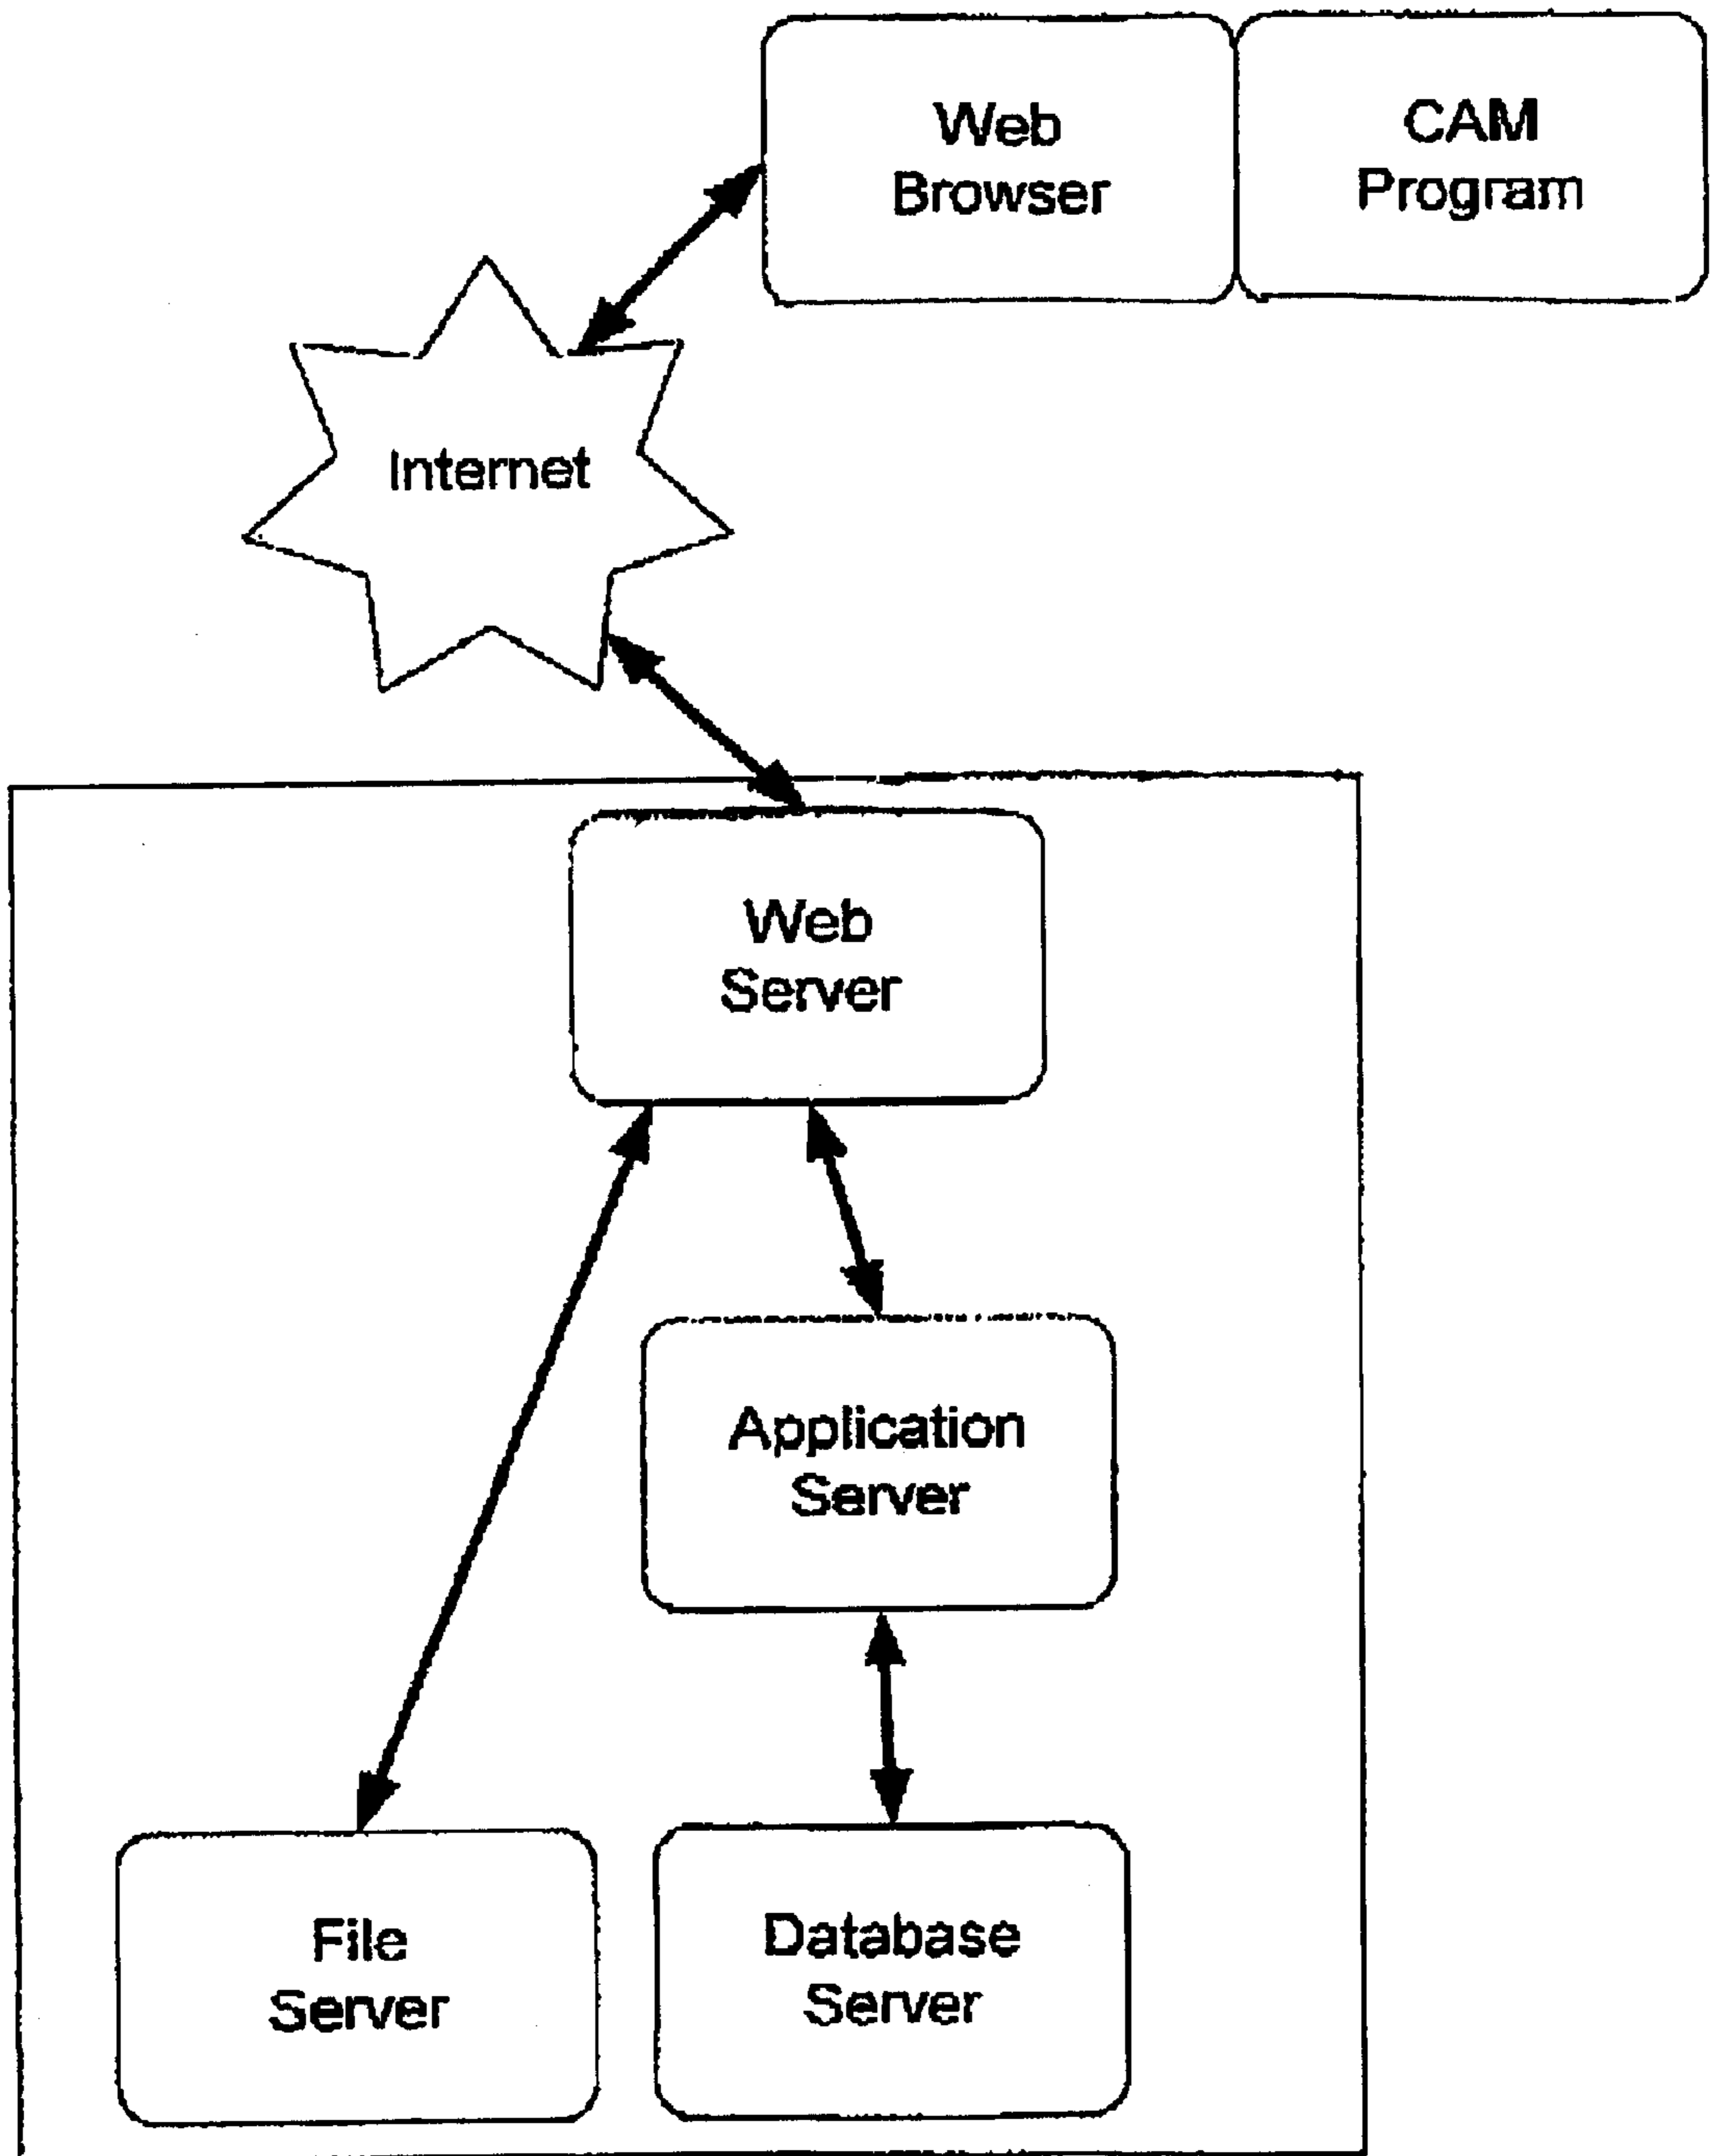 Web
Browser
CAM
Program
Internet
Web
Server
Application
Server
File
Server
Database
Server